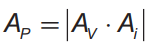 A_P = |A_V · A_i|